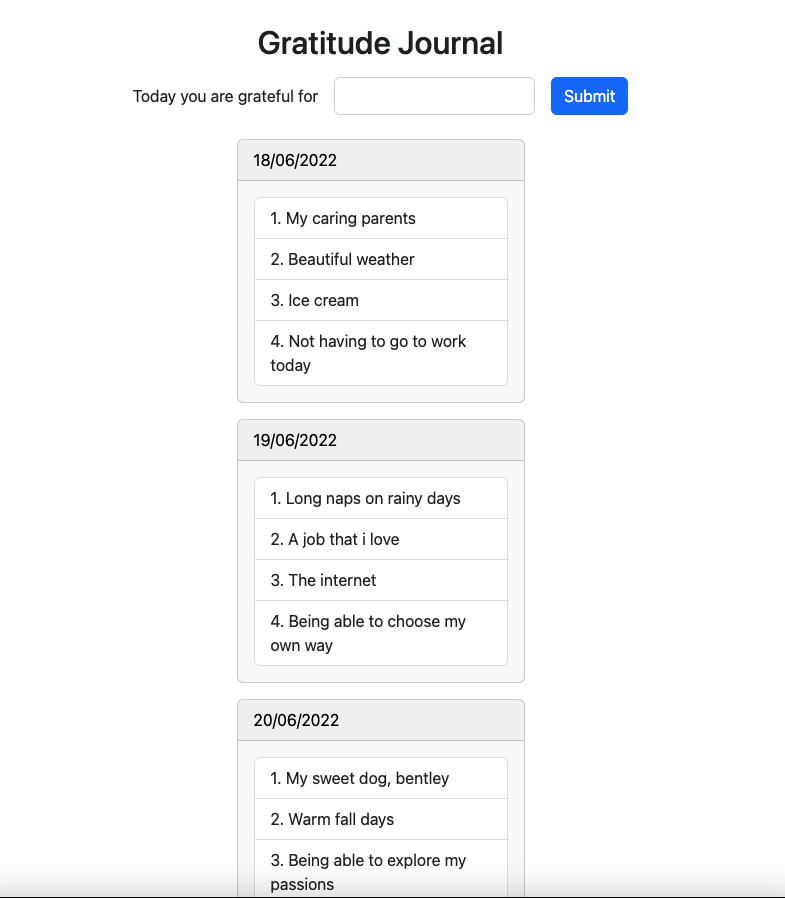 Gratitude Journal
Today you are grateful for
Submit
18/06/2022
1. My caring parents
2. Beautiful weather
3. Ice cream
4. Not having to go to work
today
19/06/2022
1. Long naps on rainy days
2. A job that i love
3. The internet
4. Being able to choose my
own way
20/06/2022
1. My sweet dog, bentley
2. Warm fall days
3. Being able to explore my
passions